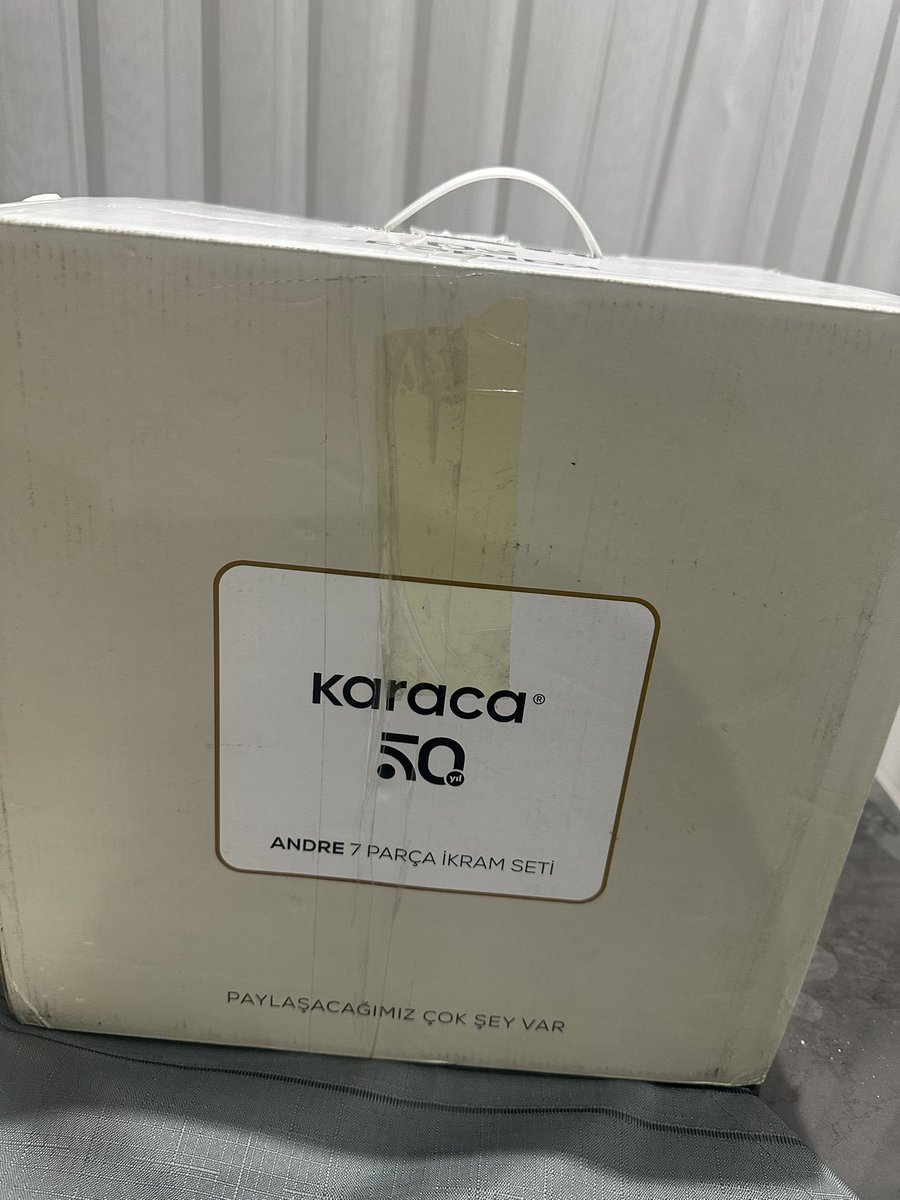 karaca®
50 yıl
ANDRE 7 PARÇA İKRAM SETİ
PAYLAŞACAĞIMIZ ÇOK ŞEY VAR